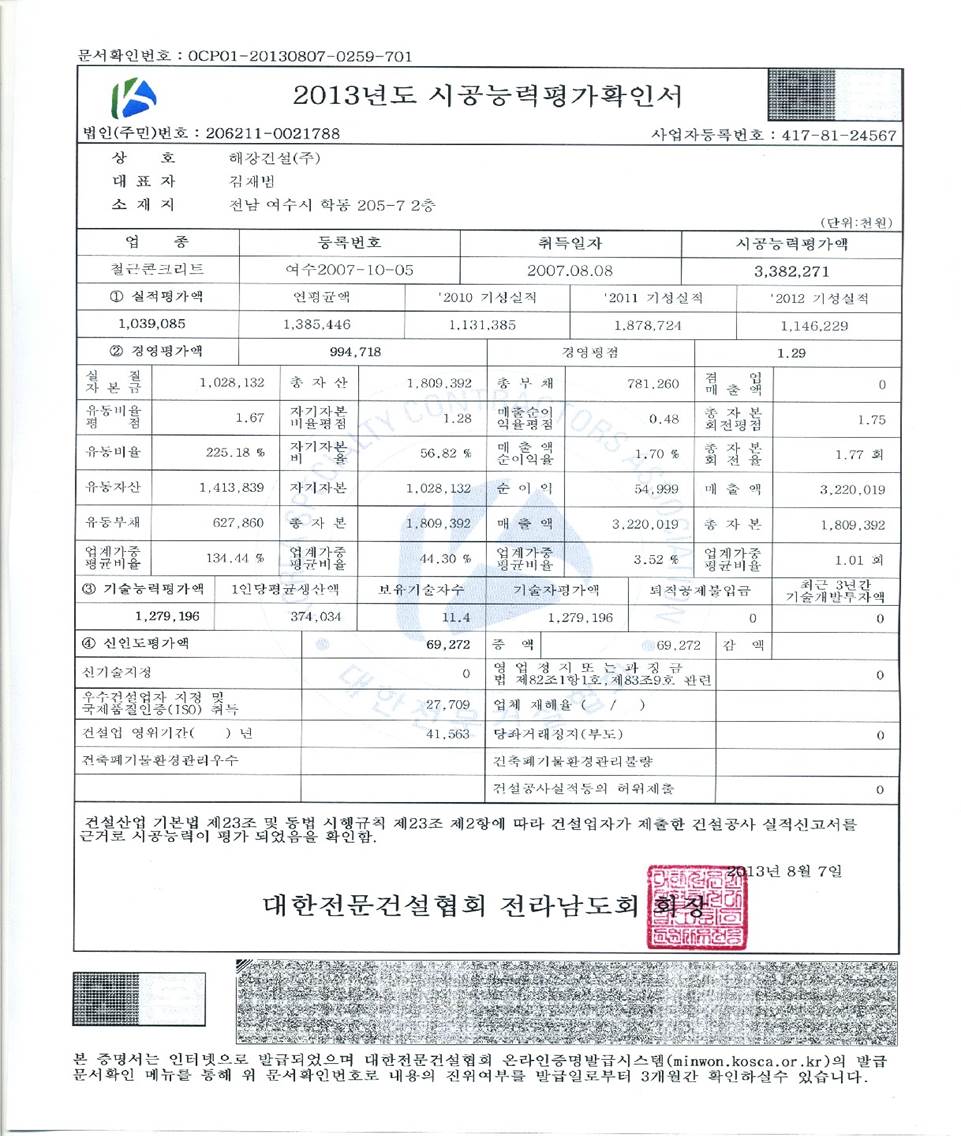 문서확인번호 : 0CP01-20130807-0259-701
2013년도 시공능력평가확인서
법인(주민)번호 : 206211-0021788 사업자등록번호 : 417-81-24567
상 호 해강건설(주)
대 표 자 김재범
소 재 지 전남 여수시 학동 205-7 2층
(단위:천원)
업 종 등록번호 취득일자 시공능력평가액
철근콘크리트 여수2007-10-05 2007.08.08 3,382,271
① 실적평가액 연평균액 '2010 기성실적 '2011 기성실적 '2012 기성실적
1,039,085 1,385,446 1,131,385 1,878,724 1,146,229
② 경영평가액 994,718 경영평점 1.29
실 질 자 본 금 1,028,132 총 자 산 1,809,392 총 부 채 781,260 겸 업 매 출 액 0
유동비율 평 점 1.67 자기자본 비율평점 1.28 매출순이 익율평점 0.48 총 자 본 회전평점 1.75
유동비율 225.18 % 자기자본 비 율 56.82 % 매 출 액 순이익율 1.70 % 총 자 본 회 전 율 1.77 회
유동자산 1,413,839 자기자본 1,028,132 순 이 익 54,999 매 출 액 3,220,019
유동부채 627,860 총 자 본 1,809,392 매 출 액 3,220,019 총 자 본 1,809,392
업계가중 평균비율 134.44 % 업계가중 평균비율 44.30 % 업계가중 평균비율 3.52 % 업계가중 평균비율 1.01 회
③ 기술능력평가액 1인당평균생산액 보유기술자수 기술자평가액 퇴직공제불입금 최근 3년간 기술개발투자액
1,279,196 374,034 11.4 1,279,196 0 0
④ 신인도평가액 69,272 증 액 69,272 감 액
신기술지정 0 영 업 정 지 또 는 과 징 금 법 제82조1항1호,제83조9호 관련 0
우수건설업자 지정 및 국제품질인증(ISO) 취득 27,709 업체 재해율 ( / )
건설업 영위기간( ) 년 41,563 당좌거래정지(부도) 0
건축폐기물환경관리우수 건축폐기물환경관리불량
건설공사실적등의 허위제출 0
건설산업 기본법 제23조 및 동법 시행규칙 제23조 제2항에 따라 건설업자가 제출한 건설공사 실적신고서를
근거로 시공능력이 평가 되었음을 확인함.
2013년 8월 7일
대한전문건설협회 전라남도회 회장
본 증명서는 인터넷으로 발급되었으며 대한전문건설협회 온라인증명발급시스템(minwon.kosca.or.kr)의 발급
문서확인 메뉴를 통해 위 문서확인번호로 내용의 진위여부를 발급일로부터 3개월간 확인하실수 있습니다.